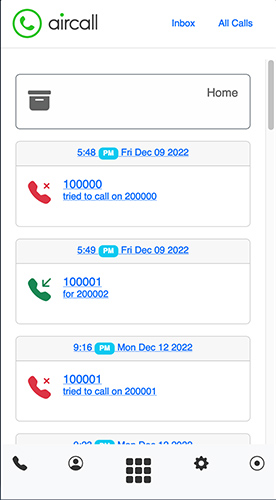 aircall
Inbox
All Calls
Home
5:48 PM Fri Dec 09 2022
100000
tried to call on 200000
5:49 PM Fri Dec 09 2022
100001
for 200002
9:16 PM Mon Dec 12 2022
100001
tried to call on 200001